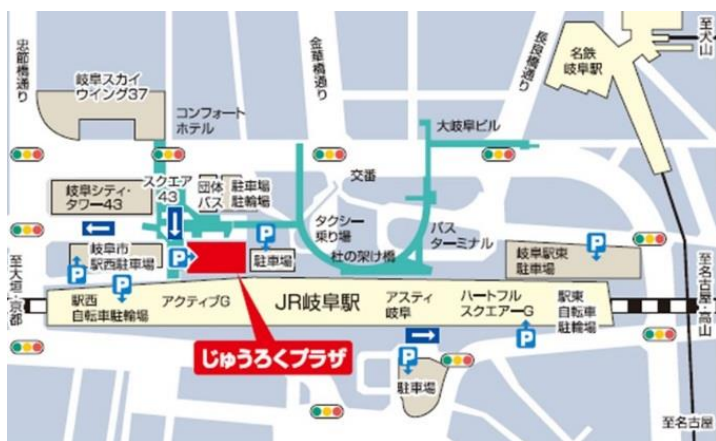 忠節橋通り
金華橋通り
長良橋通り
至犬山
名鉄
岐阜駅
岐阜スカイ
ウイング37
コンフォート
ホテル
大岐阜ビル
交番
岐阜シティ・
タワー43
スクエア
43
団体
バス
駐車場
駐輪場
タクシー
乗り場
バス
ターミナル
杜の架け橋
岐阜市
駅西駐車場
駐車場
岐阜駅東
駐車場
P
P
P
P
P
P
P
至大垣・京都
至名古屋・高山
駅西
自転車駐輪場
アクティブG
JR岐阜駅
アスティ
岐阜
ハートフル
スクエアーG
駅東
自転車
駐輪場
じゅうろくプラザ
駐車場
P
至名古屋